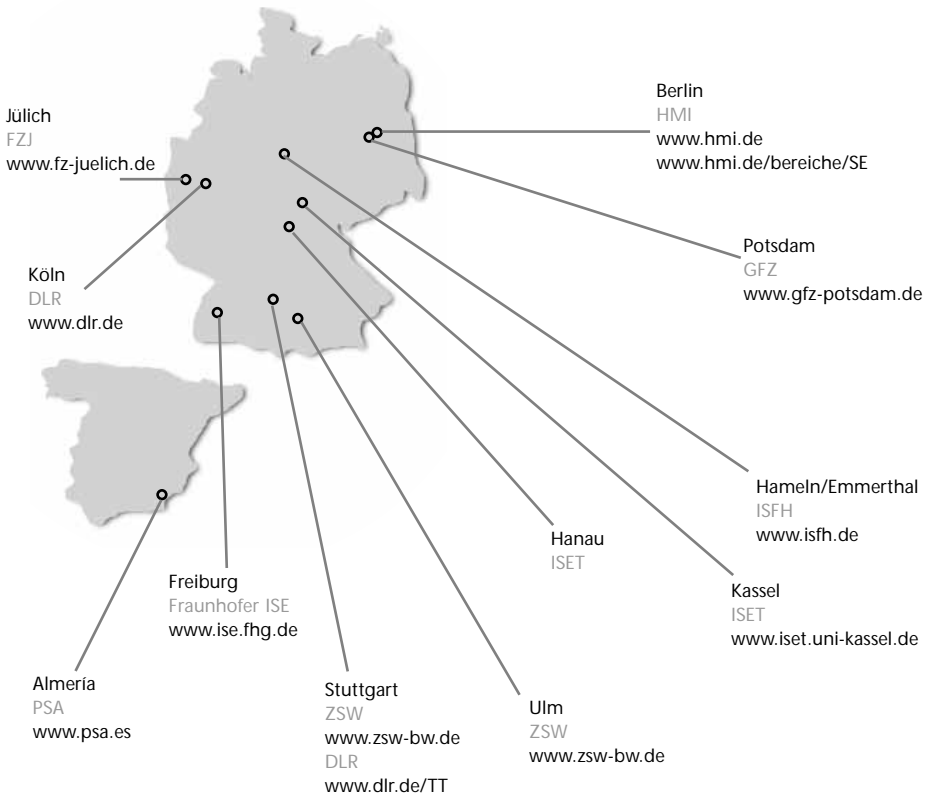 Jülich
FZJ
www.fz-juelich.de
Berlin
HMI
www.hmi.de
www.hmi.de/bereiche/SE
Potsdam
GFZ
www.gfz-potsdam.de
Köln
DLR
www.dlr.de
Hameln/Emmerthal
ISFH
www.isfh.de
Hanau
ISET
Kassel
ISET
www.iset.uni-kassel.de
Freiburg
Fraunhofer ISE
www.ise.fhg.de
Almería
PSA
www.psa.es
Stuttgart
ZSW
www.zsw-bw.de
DLR
www.dlr.de/TT
Ulm
ZSW
www.zsw-bw.de